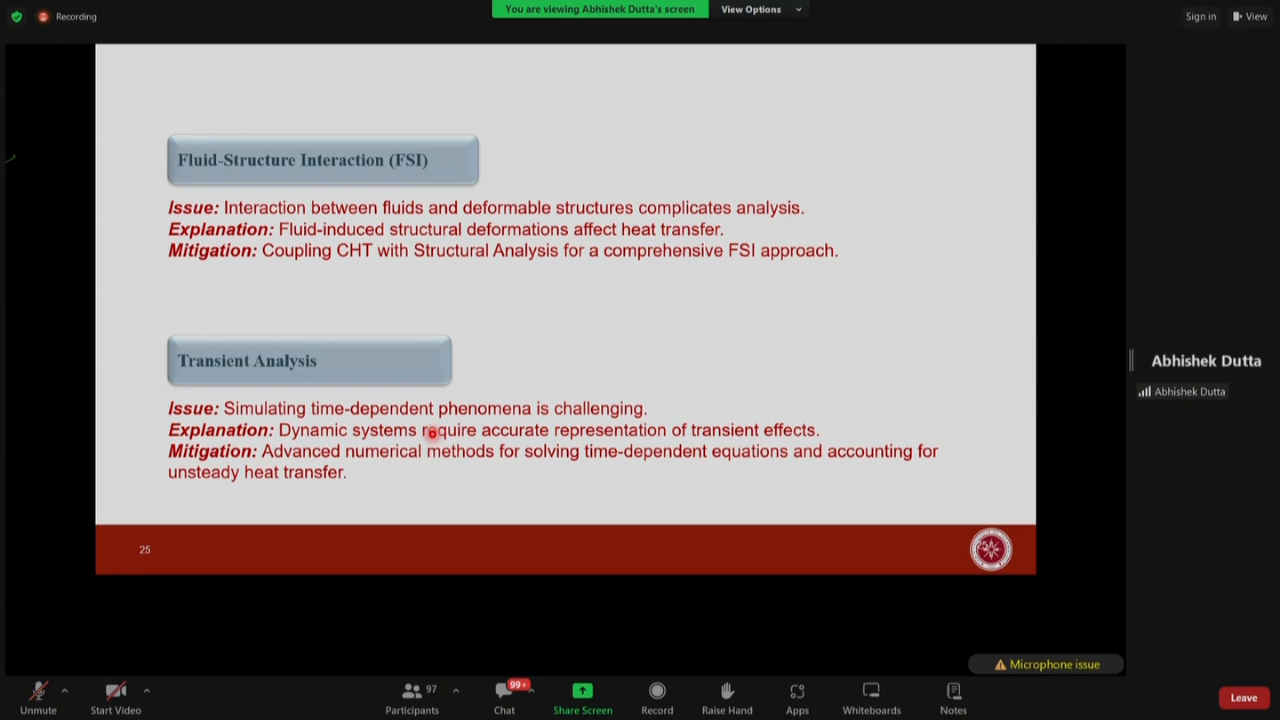 Recording
You are viewing Abhishek Dutta's screen
View Options
Sign in
View
Fluid-Structure Interaction (FSI)
Issue: Interaction between fluids and deformable structures complicates analysis.
Explanation: Fluid-induced structural deformations affect heat transfer.
Mitigation: Coupling CHT with Structural Analysis for a comprehensive FSI approach.
Transient Analysis
Issue: Simulating time-dependent phenomena is challenging.
Explanation: Dynamic systems require accurate representation of transient effects.
Mitigation: Advanced numerical methods for solving time-dependent equations and accounting for
unsteady heat transfer.
25
Abhishek Dutta
Abhishek Dutta
Microphone issue
Unmute
Start Video
97
Participants
99+
Chat
Share Screen
Record
Raise Hand
Apps
Whiteboards
Notes
Leave